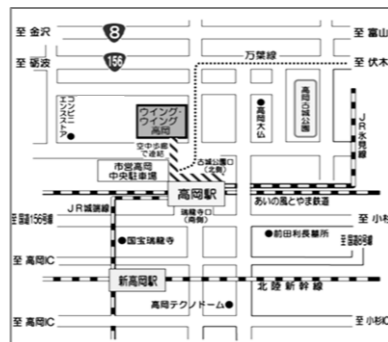 至 金沢
8
至 富山
至 砺波
156
万葉線
至 伏木
コンビニ
エンスストア
ウイング・
ウイング
高岡
高岡大仏
高岡古城公園
JR氷見線
空中歩廊
で連結
古城公園口
(北側)
市営高岡
中央駐車場
高岡駅
あいの風とやま鉄道
JR城端線
瑞龍寺口
(南側)
至 国道156号線
至 小杉
国宝瑞龍寺
前田利長墓所
至 国道8号線
至 高岡IC
新高岡駅
北陸新幹線
高岡テクノドーム
至 高岡IC
至 小杉IC